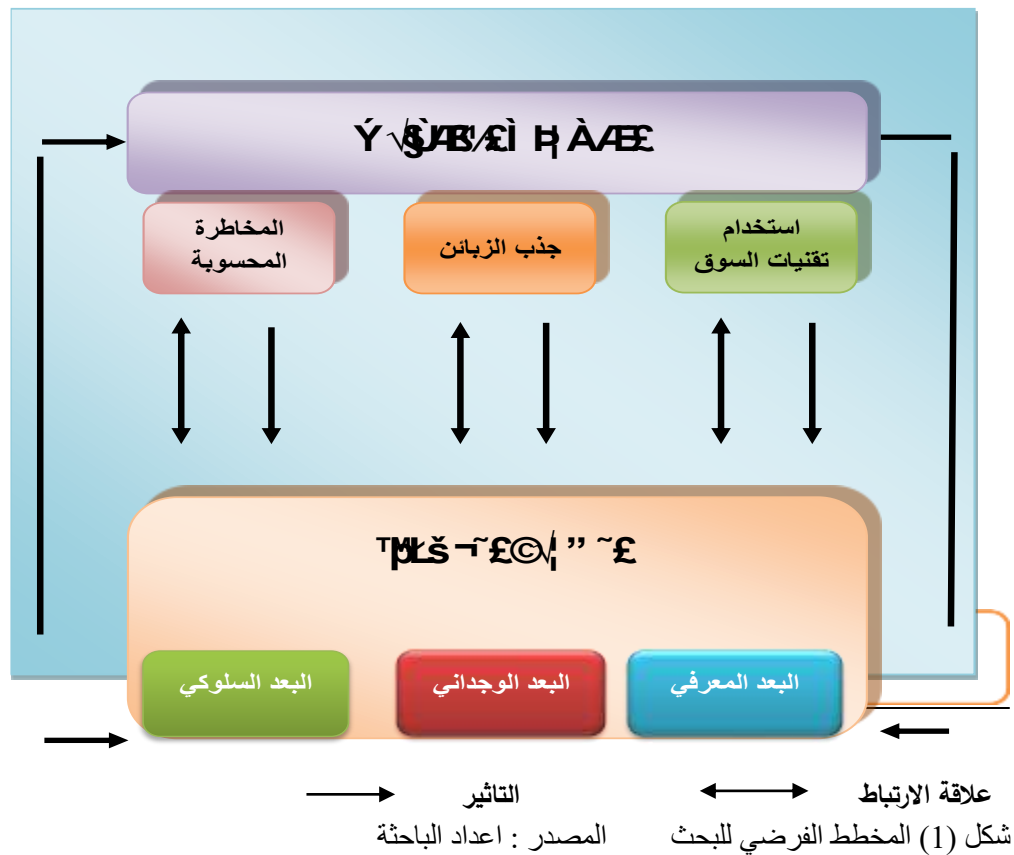 استخدام
تقنيات السوق
جذب الزبائن
المخاطرة
المحسوبة
البعد المعرفي
البعد الوجداني
البعد السلوكي
علاقة الارتباط
التاثير
شكل (1) المخطط الفرضي للبحث
المصدر : اعداد الباحثة